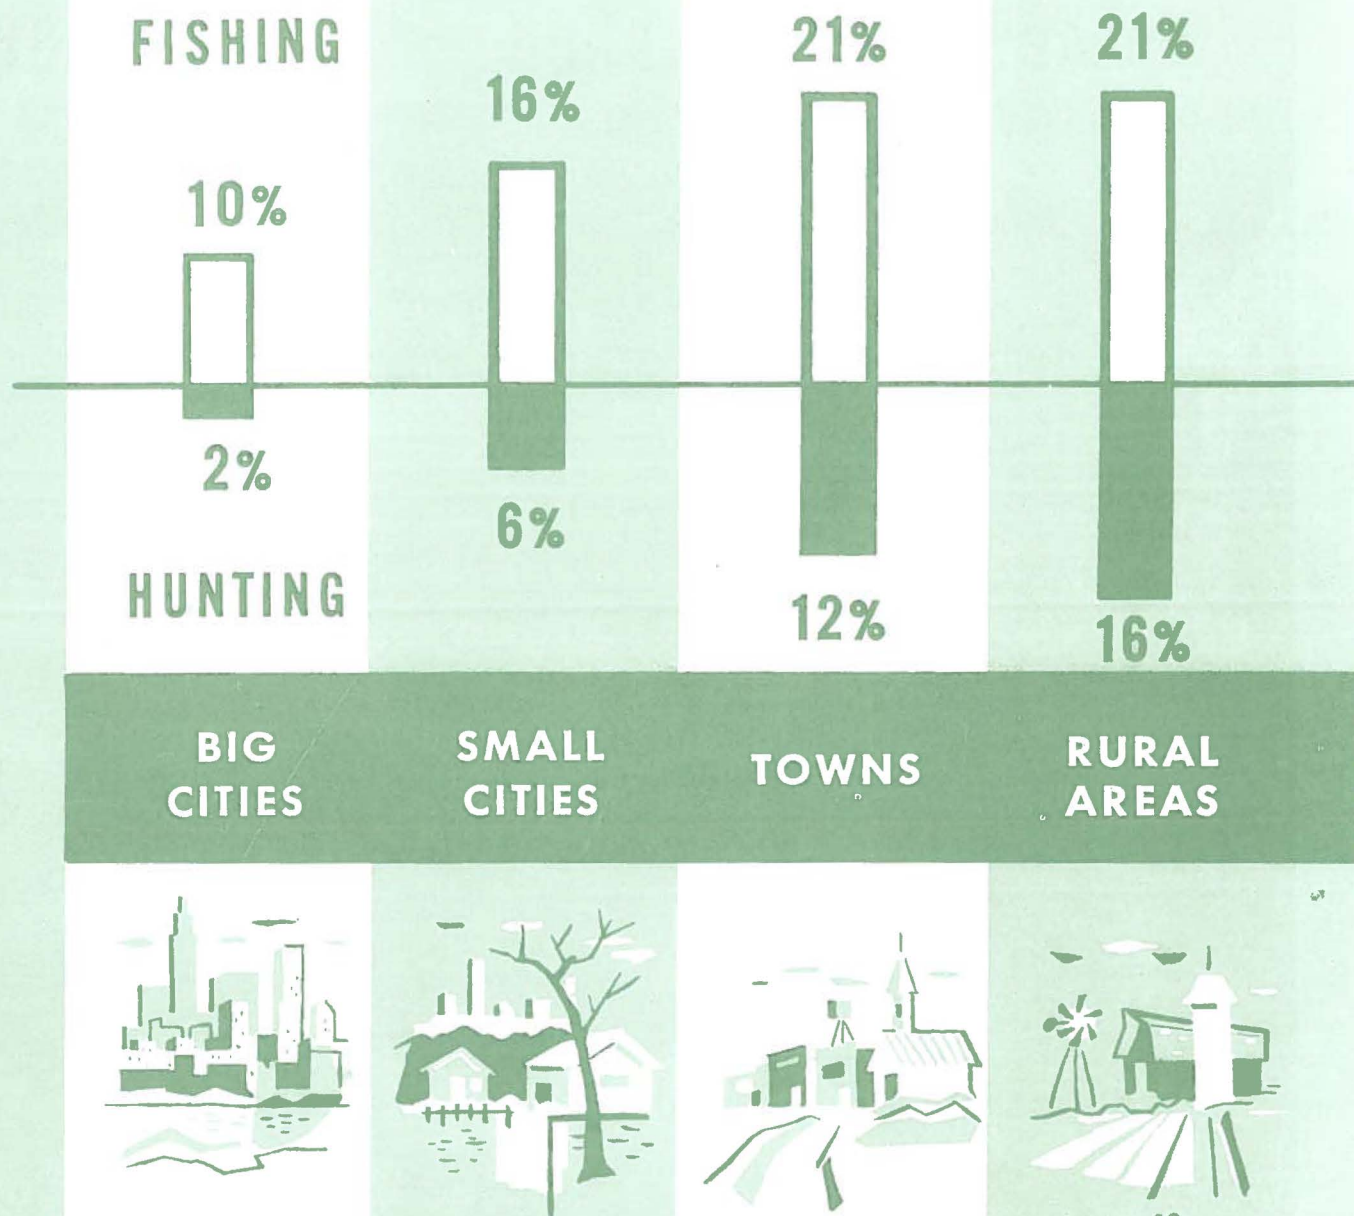 FISHING
10%
16%
21%
21%
2%
6%
12%
16%
HUNTING
BIG
CITIES
SMALL
CITIES
TOWNS
RURAL
AREAS